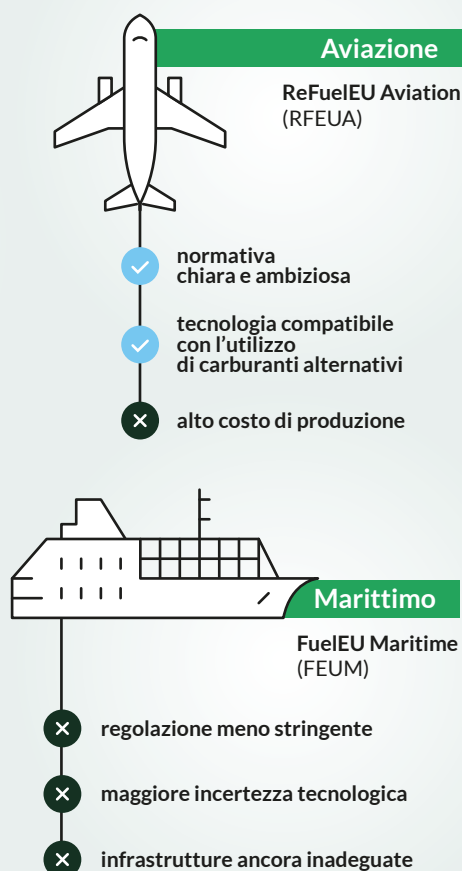 Aviazione
ReFuelEU Aviation
(RFEUA)
normativa
chiara e ambiziosa
tecnologia compatibile
con l'utilizzo
di carburanti alternativi
alto costo di produzione
Marittimo
FuelEU Maritime
(FEUM)
regolazione meno stringente
maggiore incertezza tecnologica
infrastrutture ancora inadeguate